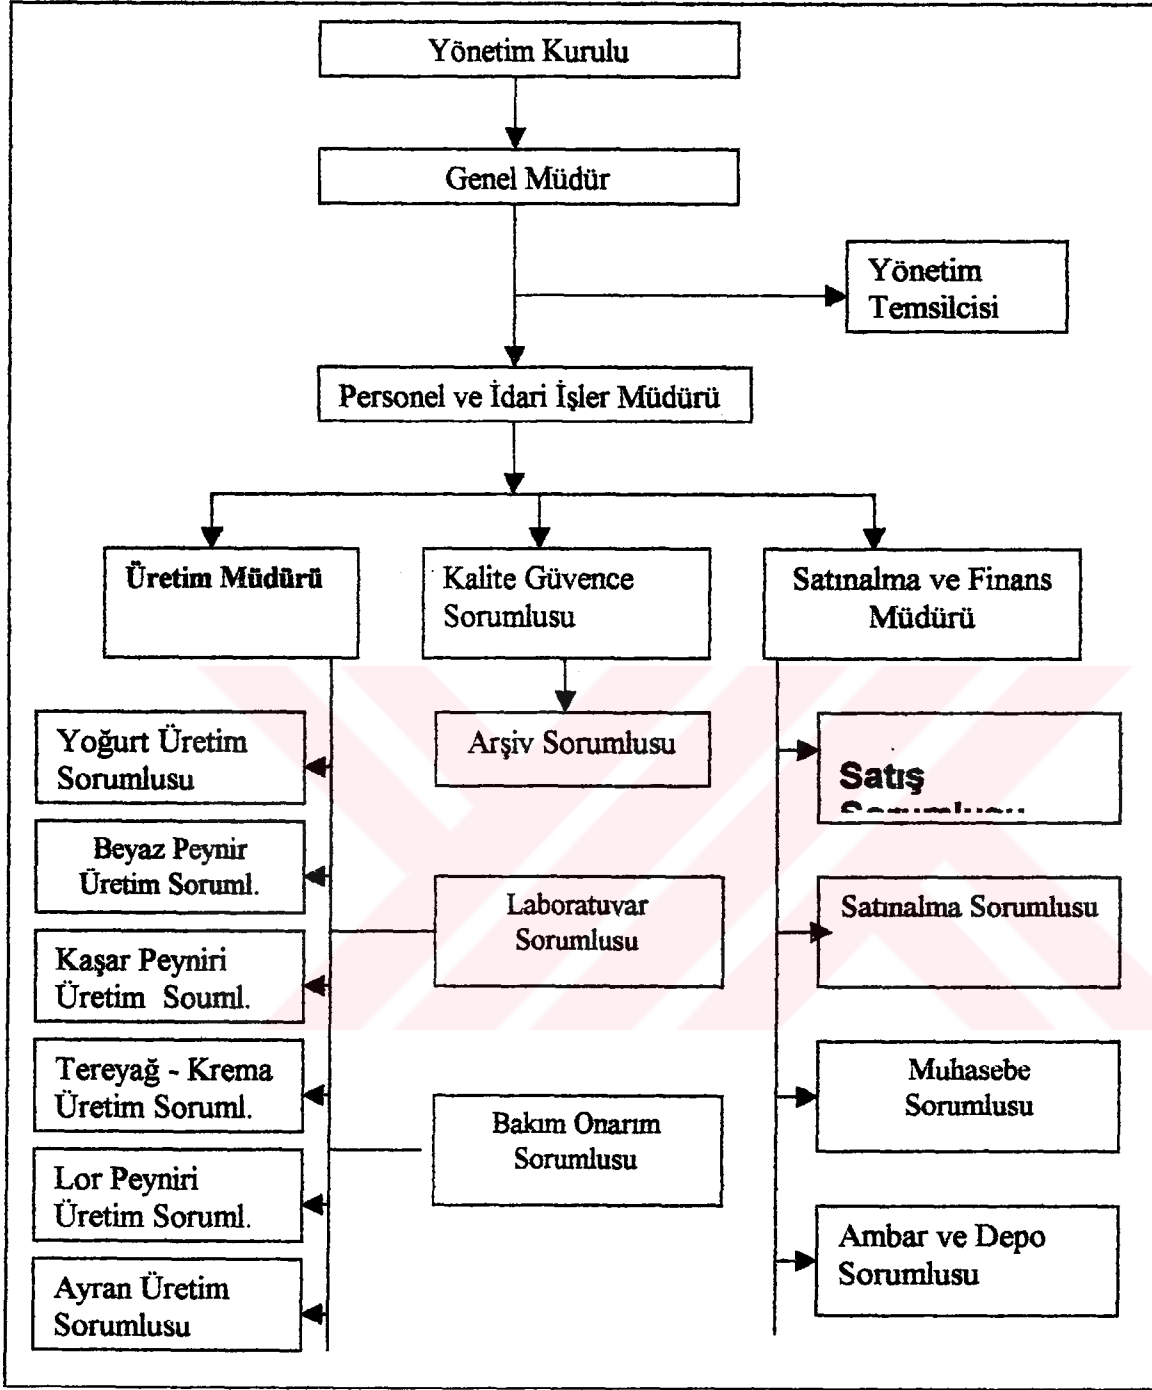 Yönetim Kurulu
Genel Müdür
Yönetim
Temsilcisi
Personel ve İdari İşler Müdürü
Üretim Müdürü
Kalite Güvence
Sorumlusu
Satınalma ve Finans
Müdürü
Yoğurt Üretim
Sorumlusu
Arşiv Sorumlusu
Satış
Sorumlusu
Beyaz Peynir
Üretim Soruml.
Laboratuvar
Sorumlusu
Satınalma Sorumlusu
Kaşar Peyniri
Üretim Souml.
Tereyağ - Krema
Üretim Soruml.
Bakım Onarım
Sorumlusu
Muhasebe
Sorumlusu
Lor Peyniri
Üretim Soruml.
Ambar ve Depo
Sorumlusu
Ayran Üretim
Sorumlusu